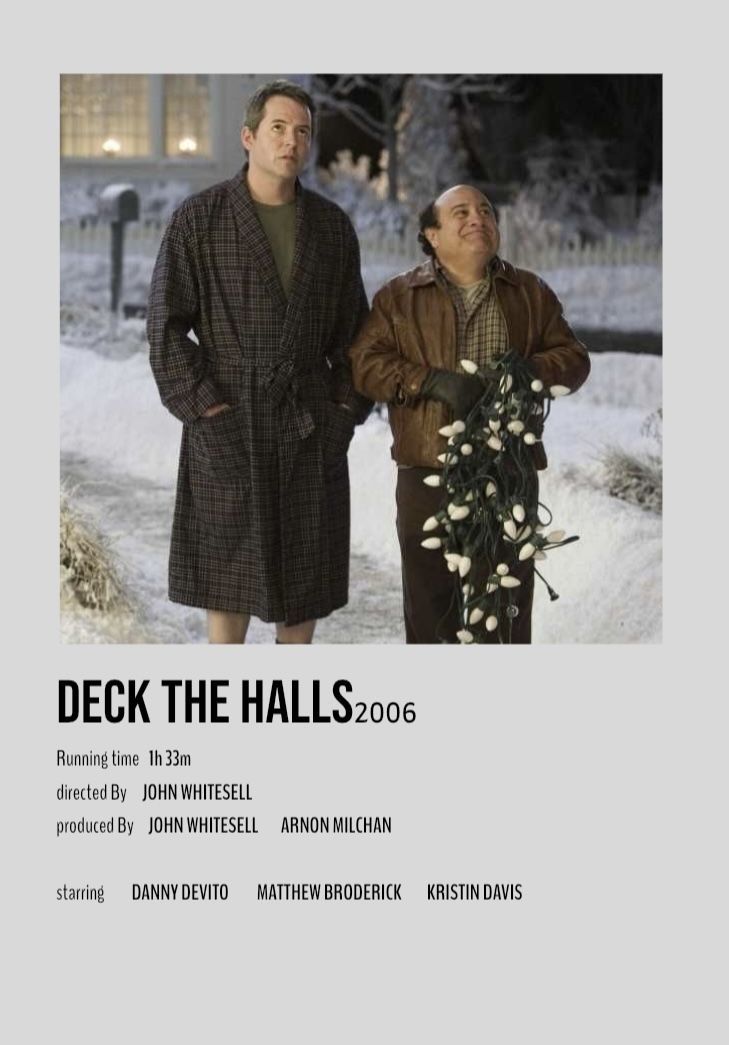 DECK THE HALLS2006
Running time 1h 33m
directed By JOHN WHITESELL
produced By JOHN WHITESELL ARNON MILCHAN
starring DANNY DEVITO MATTHEW BRODERICK KRISTIN DAVIS